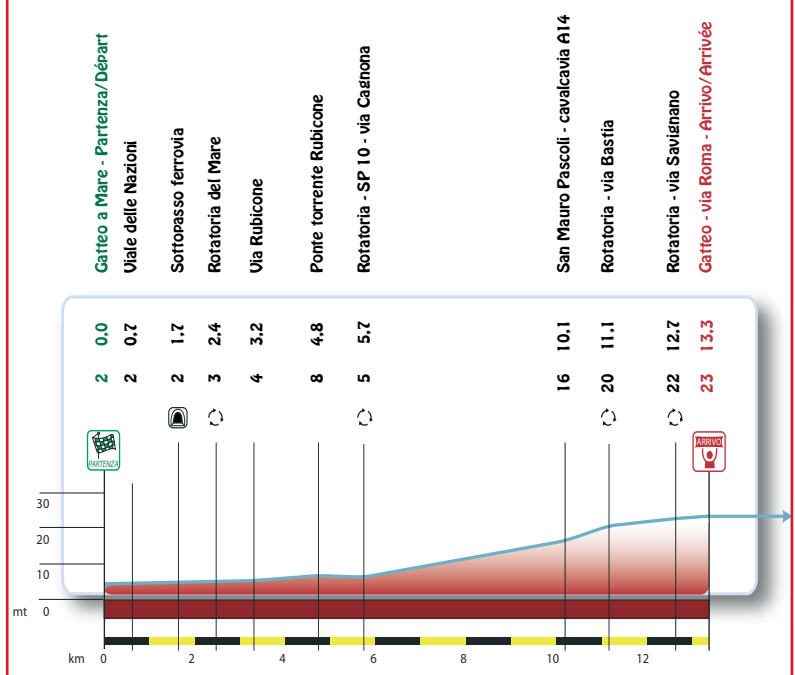 Gatteo a Mare - Partenza/Départ
Viale delle Nazioni
Sottopasso ferrovia
Rotatoria del Mare
Via Rubicone
Ponte torrente Rubicone
Rotatoria - SP 10 - via Cagnona
San Mauro Pascoli - cavalcavia A14
Rotatoria - via Bastia
Rotatoria - via Savignano
Gatteo - via Roma - Arrivo/Arrivée
0.0 0.7 1.7 2.4 3.2 4.8 5.7 10.1 11.1 12.7 13.3
2 2 2 3 4 8 5 16 20 22 23
PARTENZA
ARRIVO
30
20
10
mt 0
km 0 2 4 6 8 10 12